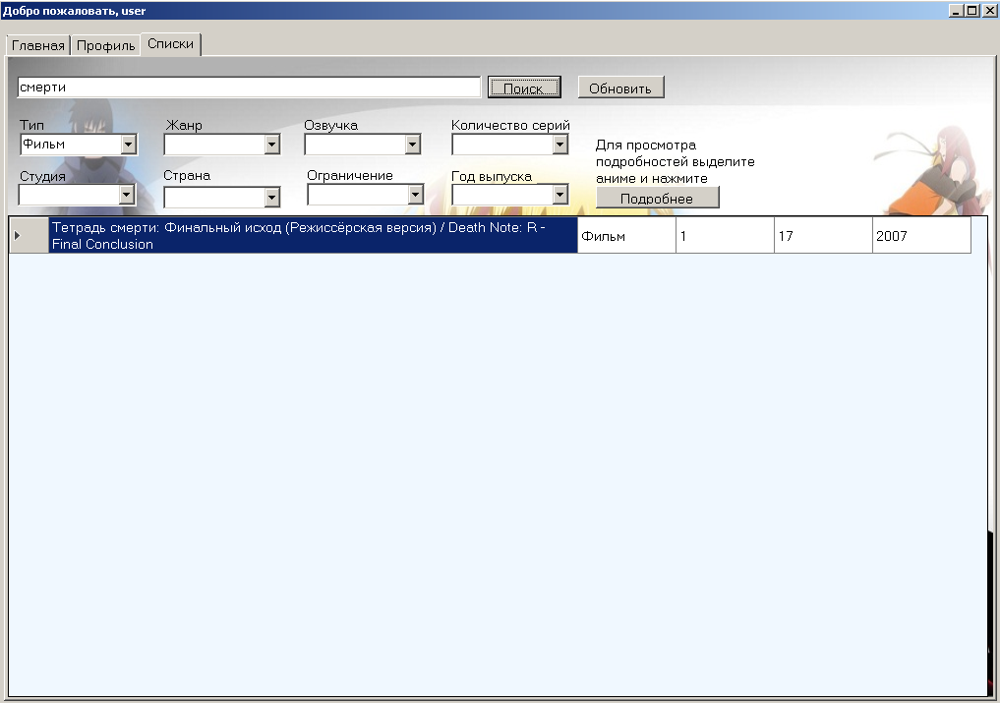 Добро пожаловать, user
Главная Профиль Списки
смерти Поиск Обновить
Тип Жанр Озвучка Количество серий
Фильм
Для просмотра
подробностей выделите
аниме и нажмите
Студия Страна Ограничение Год выпуска
Подробнее
Тетрадь смерти: Финальный исход (Режиссёрская версия) / Death Note: R -
Final Conclusion
Фильм 1 17 2007